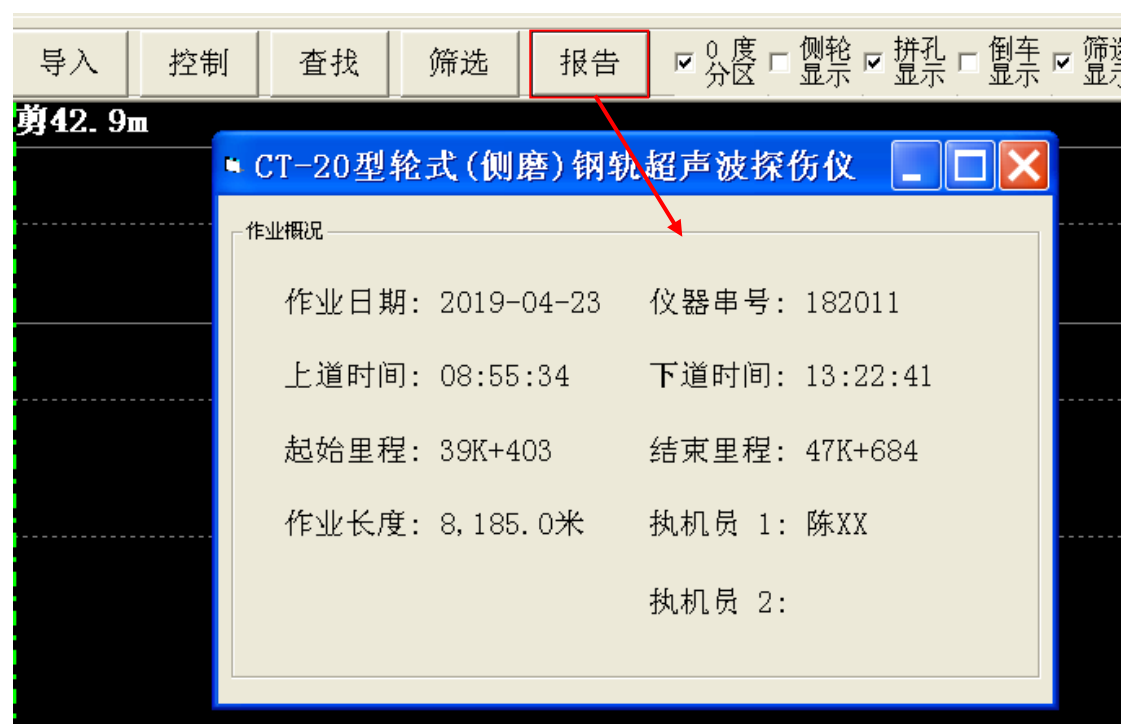 导入 控制 查找 筛选 报告 0 度分区 侧轮显示 拼孔显示 倒车显示 筛选显示
剪42.9m
CT-20型轮式(侧磨)钢轨超声波探伤仪
作业概况
作业日期: 2019-04-23 仪器串号: 182011
上道时间: 08:55:34 下道时间: 13:22:41
起始里程: 39K+403 结束里程: 47K+684
作业长度: 8,185.0米 执机员 1: 陈XX
执机员 2: